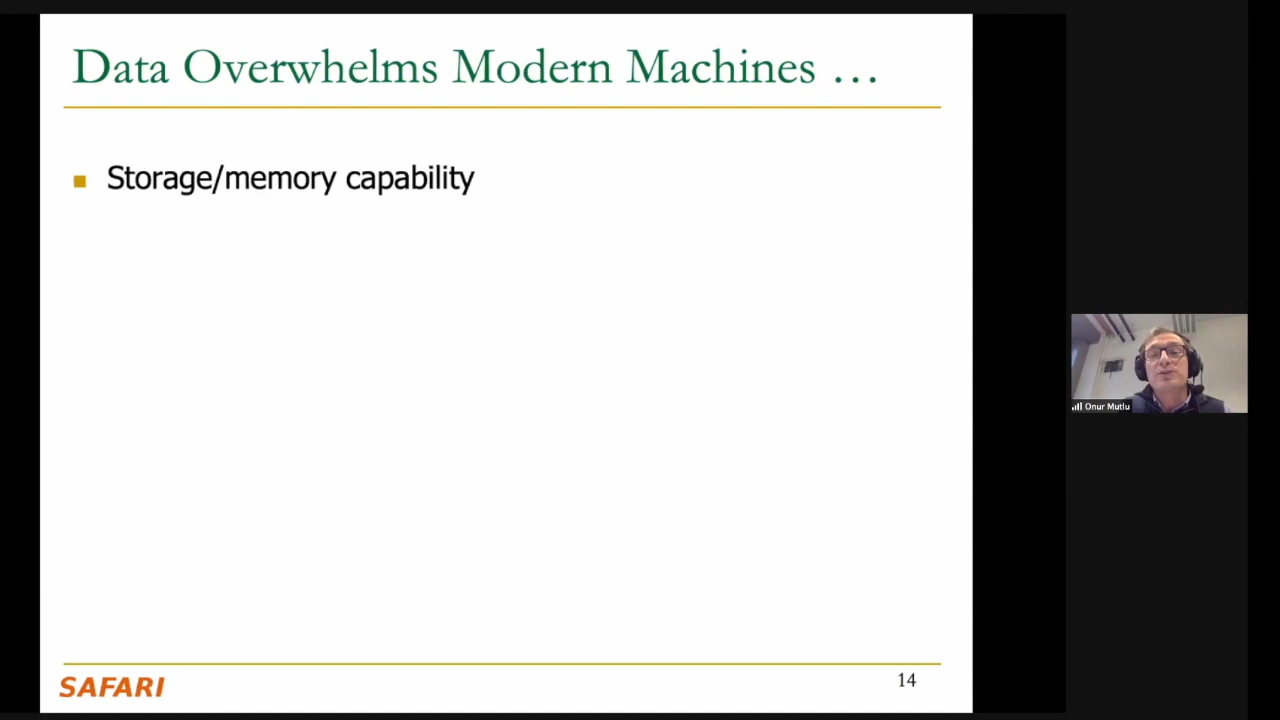 Data Overwhelms Modern Machines …
Storage/memory capability
Onur Mutlu
SAFARI
14